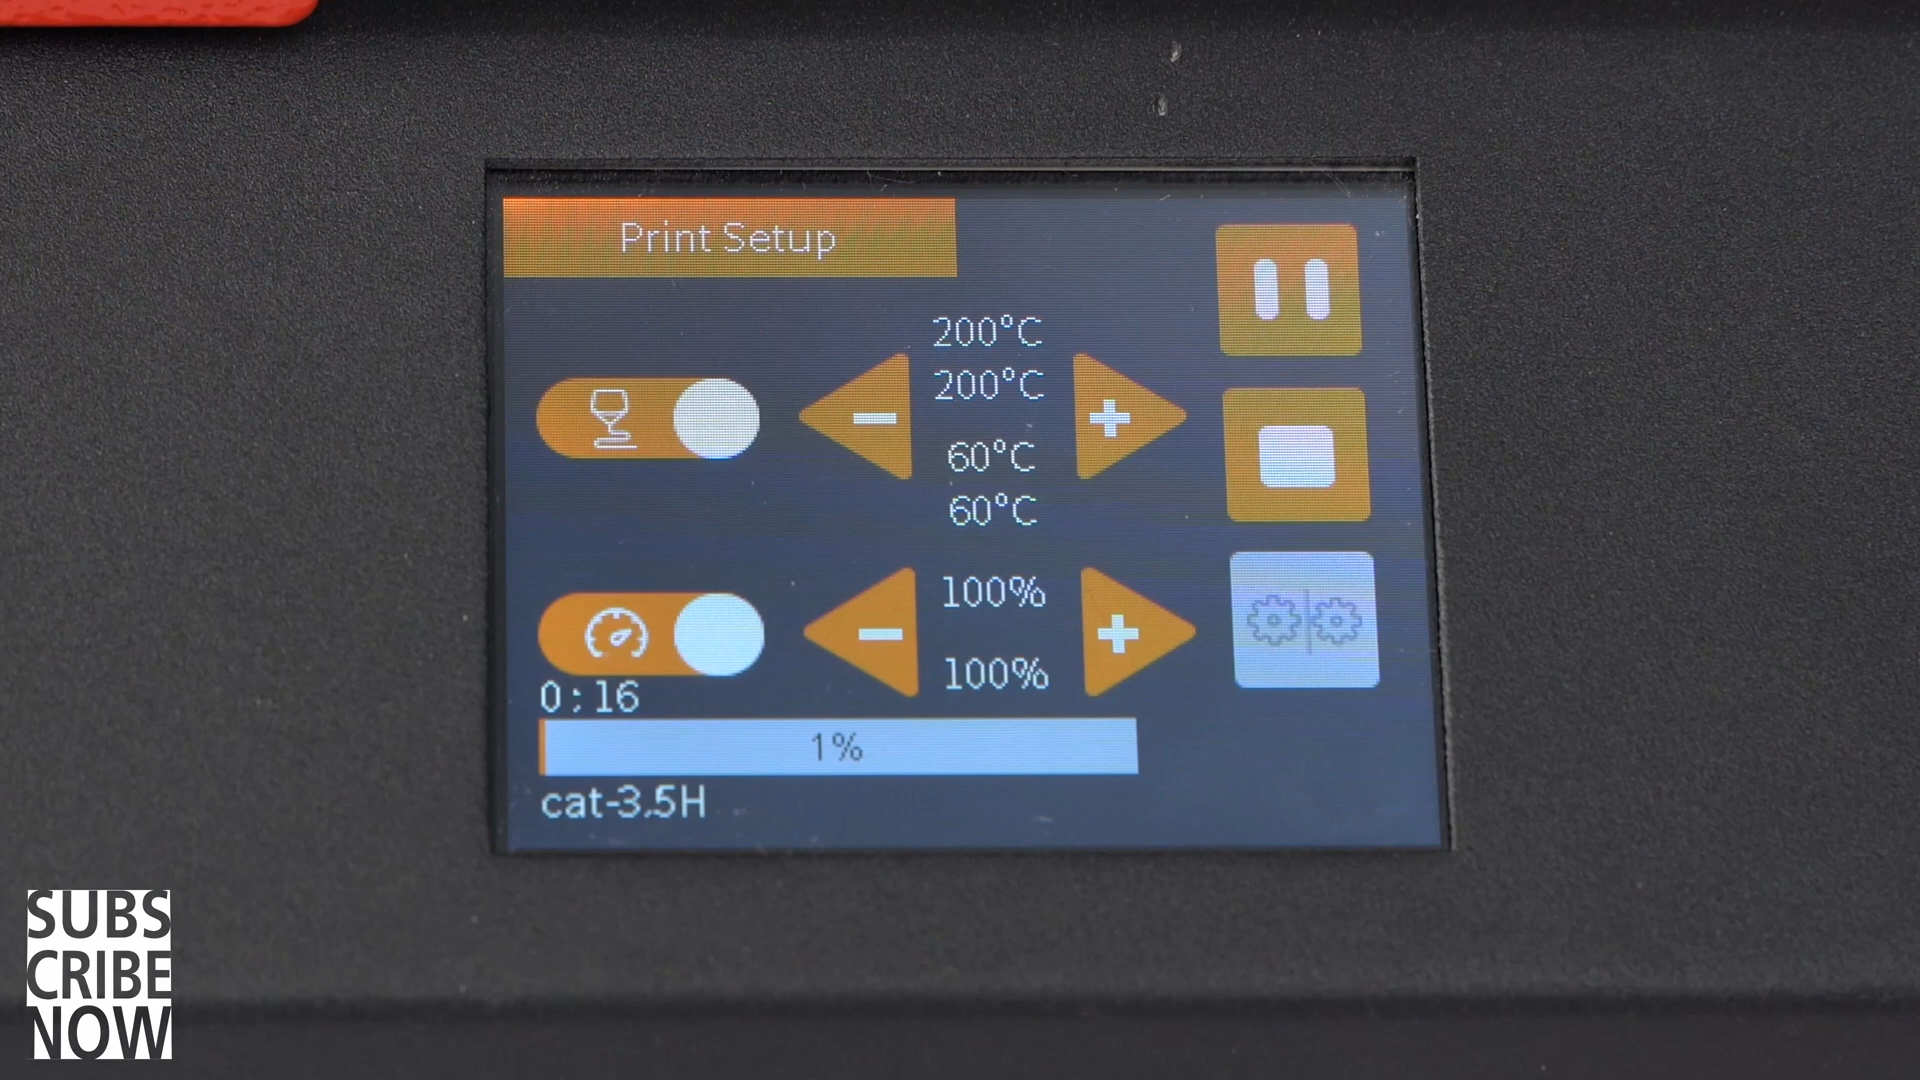 Print Setup
200°C
200°C
60°C
60°C
100%
100%
0:16
1%
cat-3.5H
SUBS
CRIBE
NOW